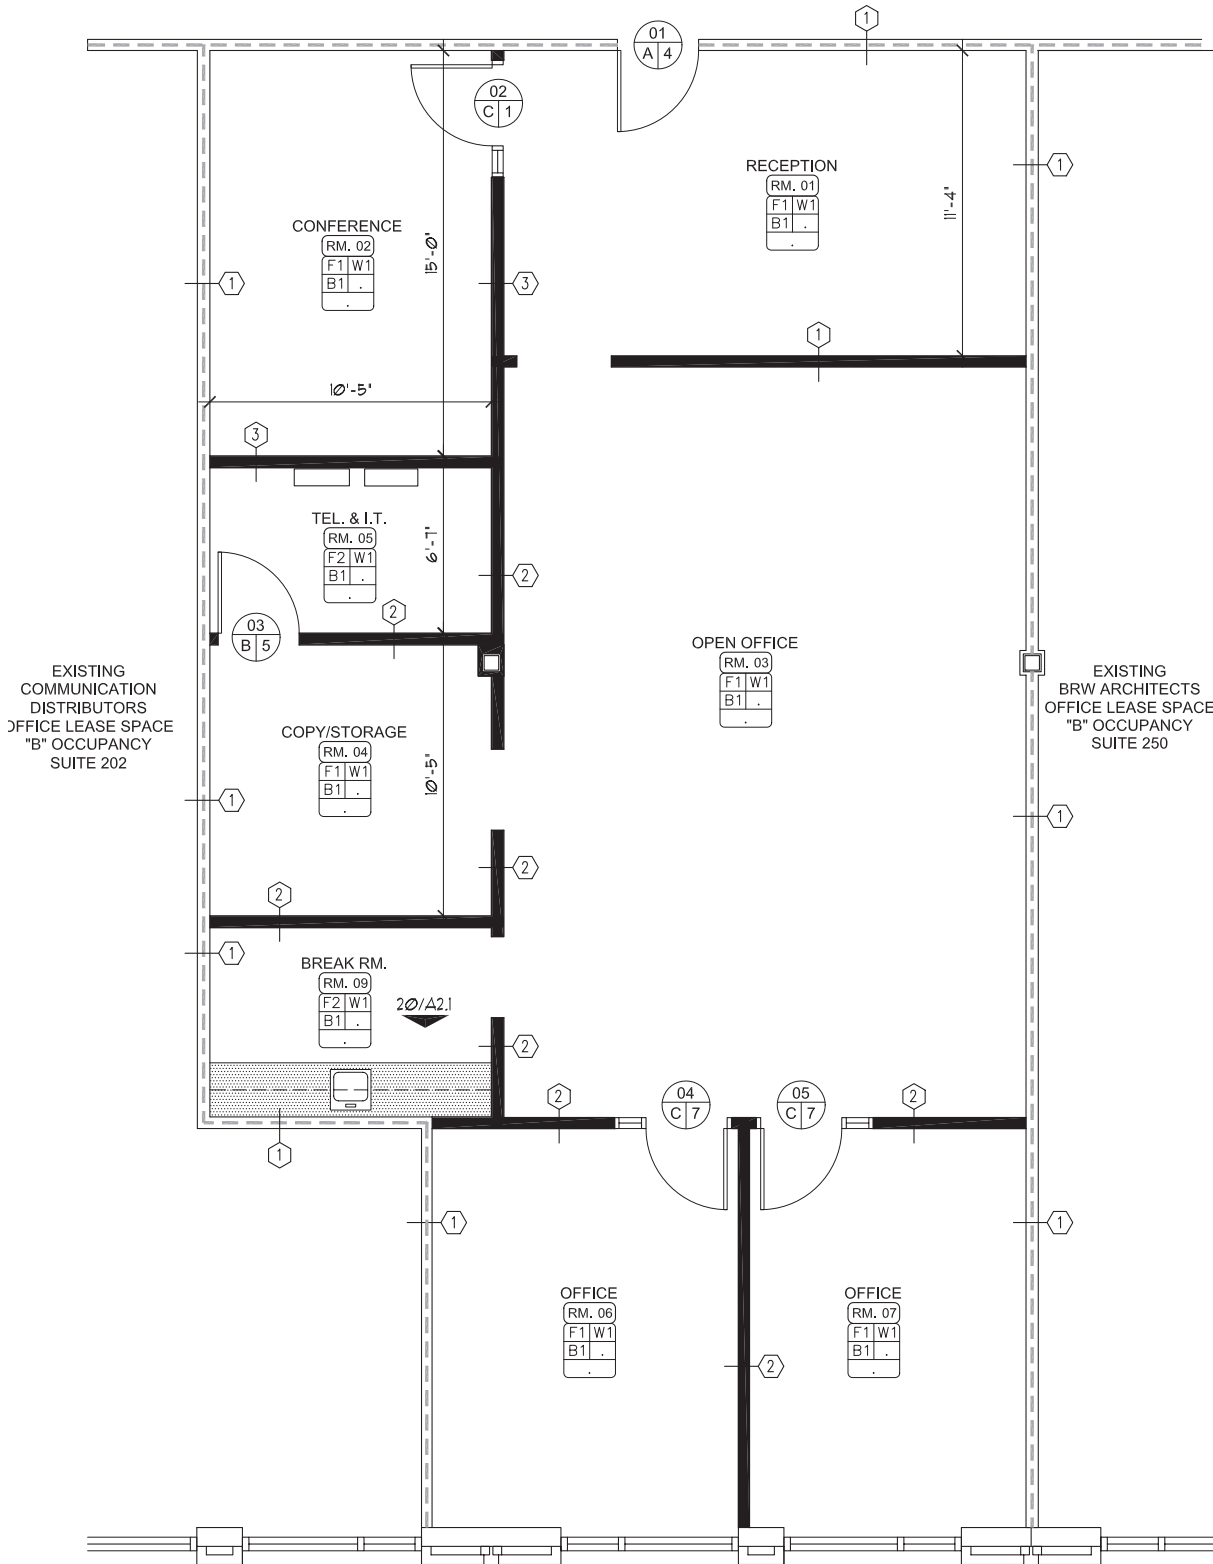 01
A 4
1
02
C 1
RECEPTION
RM. 01
F1 W1
B1 .
.
1
11'-4"
CONFERENCE
RM. 02
F1 W1
B1 .
.
15'-0"
1
3
1
10'-5"
3
TEL. & I.T.
RM. 05
F2 W1
B1 .
.
6'-7"
2
2
03
B 5
OPEN OFFICE
RM. 03
F1 W1
B1 .
.
EXISTING
COMMUNICATION
DISTRIBUTORS
OFFICE LEASE SPACE
"B" OCCUPANCY
SUITE 202
EXISTING
BRW ARCHITECTS
OFFICE LEASE SPACE
"B" OCCUPANCY
SUITE 250
COPY/STORAGE
RM. 04
F1 W1
B1 .
.
10'-5"
1
1
2
2
1
BREAK RM.
RM. 09
F2 W1
B1 .
.
20/A2.1
2
2
04
C 7
05
C 7
2
1
1
1
OFFICE
RM. 06
F1 W1
B1 .
.
OFFICE
RM. 07
F1 W1
B1 .
.
2